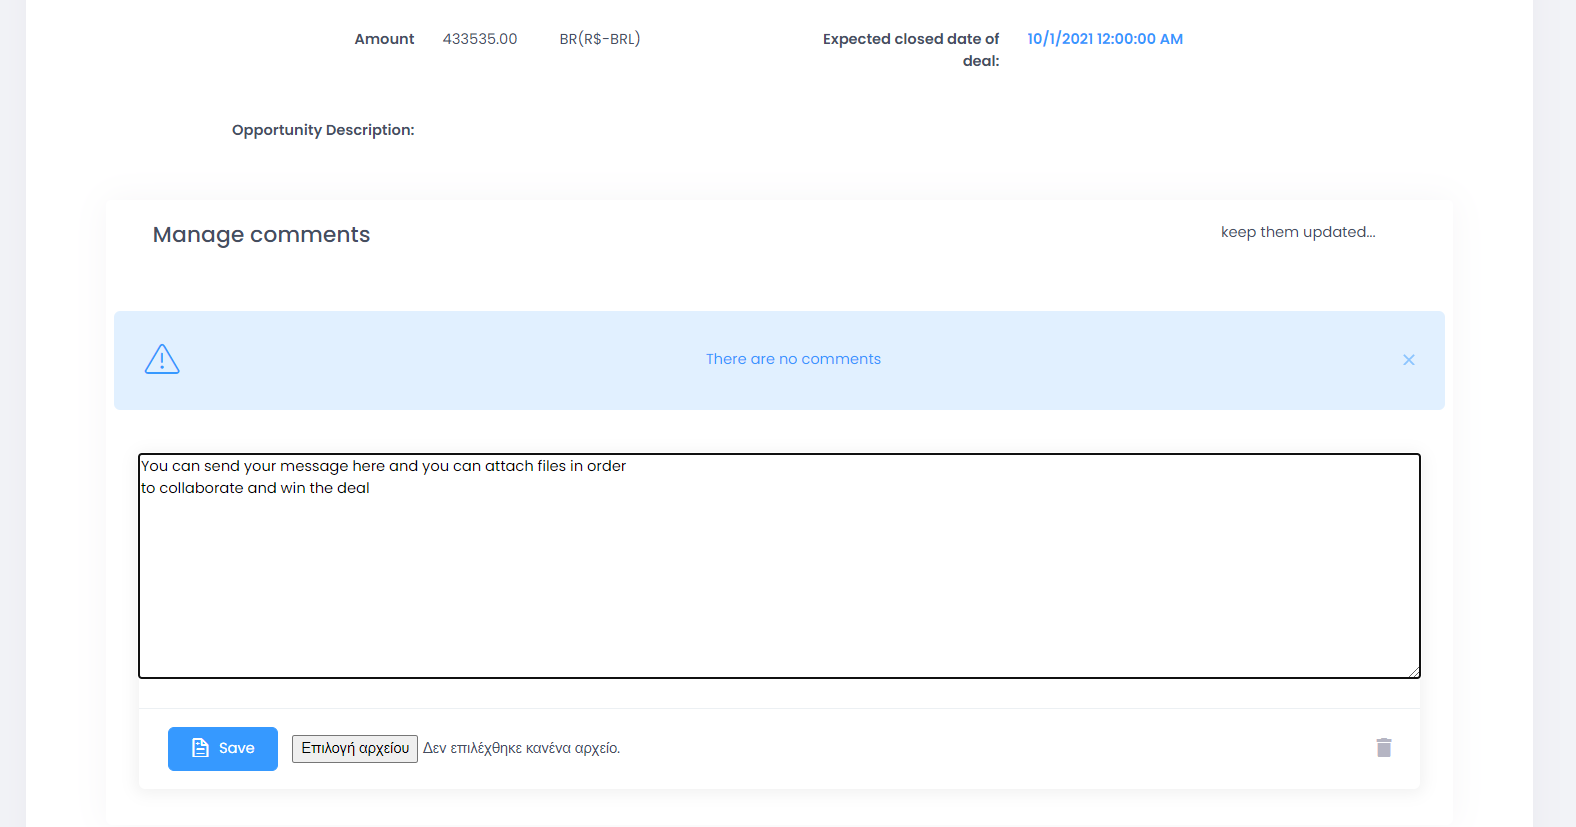 Amount 433535.00 BR(R$-BRL)
Expected closed date of deal: 10/1/2021 12:00:00 AM
Opportunity Description:
Manage comments
keep them updated...
There are no comments
You can send your message here and you can attach files in order
to collaborate and win the deal
Save Επιλογή αρχείου Δεν επιλέχθηκε κανένα αρχείο.